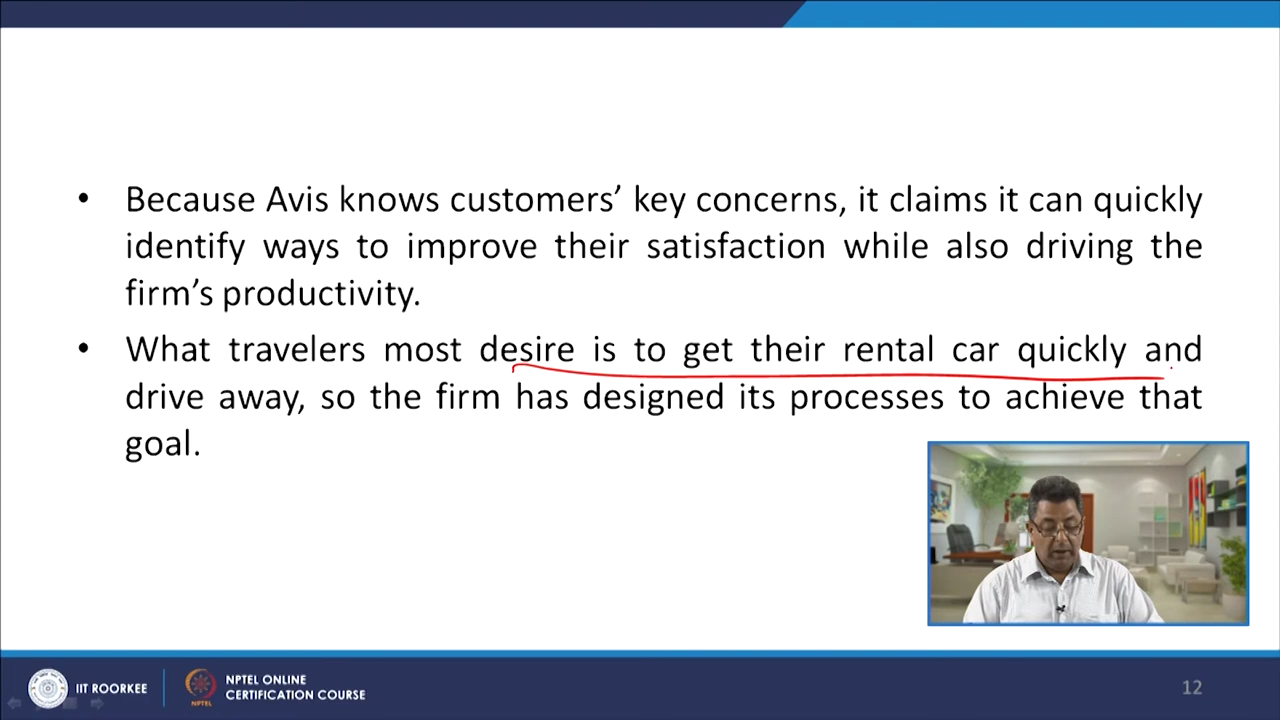 • Because Avis knows customers’ key concerns, it claims it can quickly
identify ways to improve their satisfaction while also driving the
firm’s productivity.
• What travelers most desire is to get their rental car quickly and
drive away, so the firm has designed its processes to achieve that
goal.
IIT ROORKEE
NPTEL
NPTEL ONLINE
CERTIFICATION COURSE
12